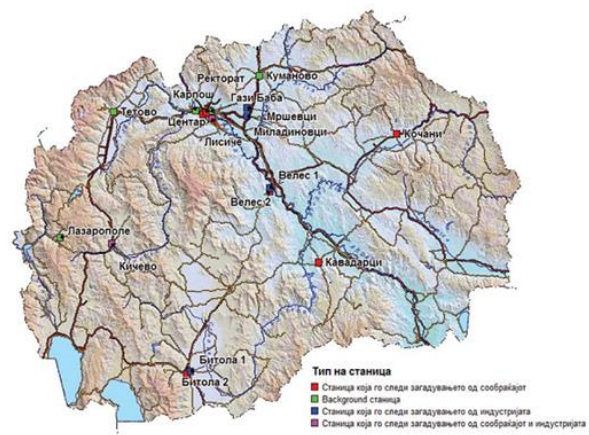 Ректорат
Куманово
Карпош
Гази Баба
Тетово
Мршевци
Центар
Миладиновци
Кочани
Лисиче
Велес 1
Велес 2
Лазарополе
Кичево
Кавадарци
Битола 1
Битола 2
Тип на станица
Станица која го следи загадувањето од сообраќајот
Background станица
Станица која го следи загадувањето од индустријата
Станица која го следи загадувањето од сообраќајот и индустријата